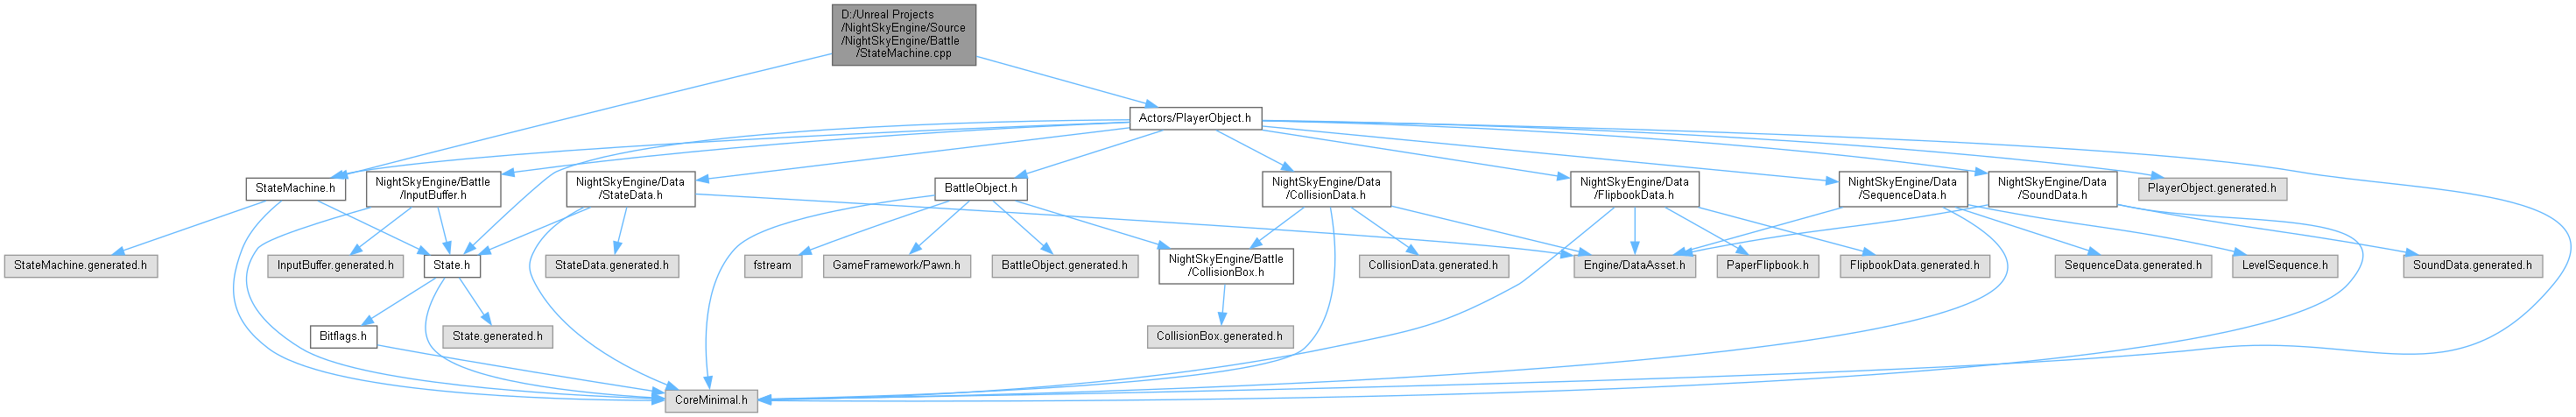 D:/Unreal Projects
/NightSkyEngine/Source
/NightSkyEngine/Battle
/StateMachine.cpp
Actors/PlayerObject.h
StateMachine.h
NightSkyEngine/Battle
/InputBuffer.h
NightSkyEngine/Data
/StateData.h
BattleObject.h
NightSkyEngine/Data
/CollisionData.h
NightSkyEngine/Data
/FlipbookData.h
NightSkyEngine/Data
/SequenceData.h
NightSkyEngine/Data
/SoundData.h
PlayerObject.generated.h
StateMachine.generated.h
InputBuffer.generated.h
State.h
StateData.generated.h
fstream
GameFramework/Pawn.h
BattleObject.generated.h
NightSkyEngine/Battle
/CollisionBox.h
CollisionData.generated.h
Engine/DataAsset.h
PaperFlipbook.h
FlipbookData.generated.h
SequenceData.generated.h
LevelSequence.h
SoundData.generated.h
Bitflags.h
State.generated.h
CollisionBox.generated.h
CoreMinimal.h